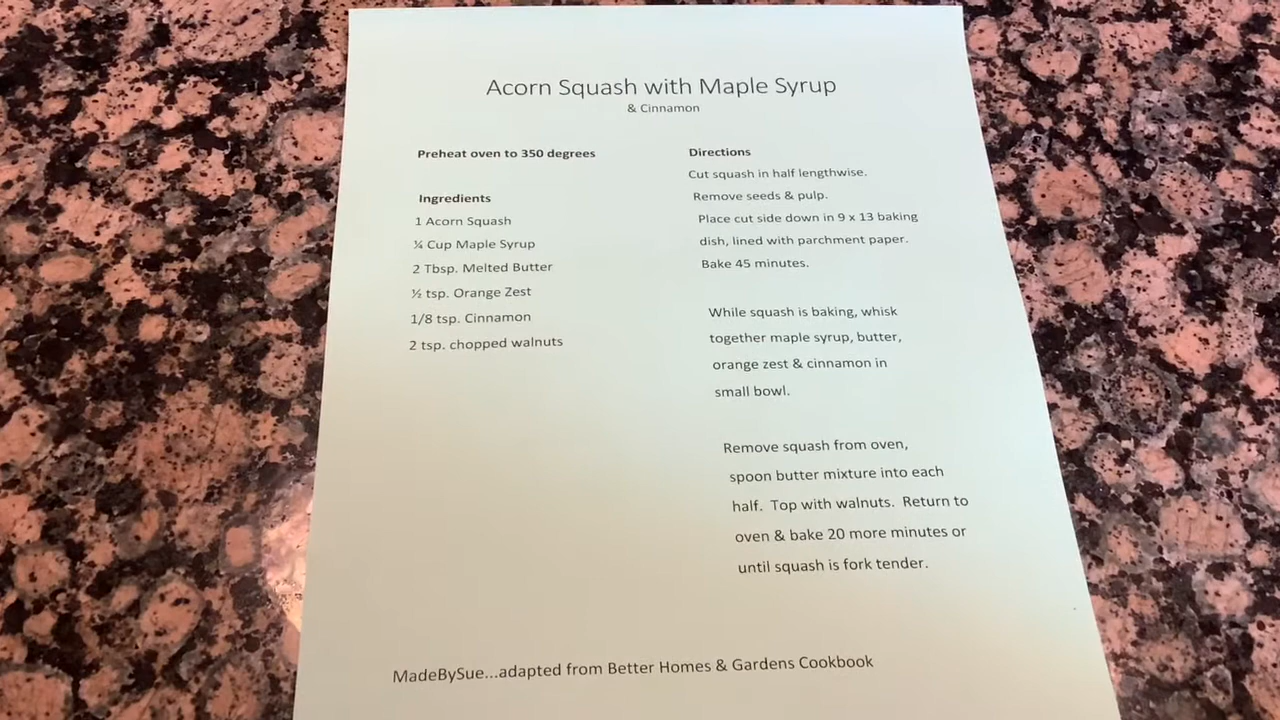 Acorn Squash with Maple Syrup
& Cinnamon
Preheat oven to 350 degrees
Ingredients
1 Acorn Squash
¼ Cup Maple Syrup
2 Tbsp. Melted Butter
½ tsp. Orange Zest
1/8 tsp. Cinnamon
2 tsp. chopped walnuts
Directions
Cut squash in half lengthwise.
Remove seeds & pulp.
Place cut side down in 9 x 13 baking
dish, lined with parchment paper.
Bake 45 minutes.
While squash is baking, whisk
together maple syrup, butter,
orange zest & cinnamon in
small bowl.
Remove squash from oven,
spoon butter mixture into each
half. Top with walnuts. Return to
oven & bake 20 more minutes or
until squash is fork tender.
MadeBySue...adapted from Better Homes & Gardens Cookbook